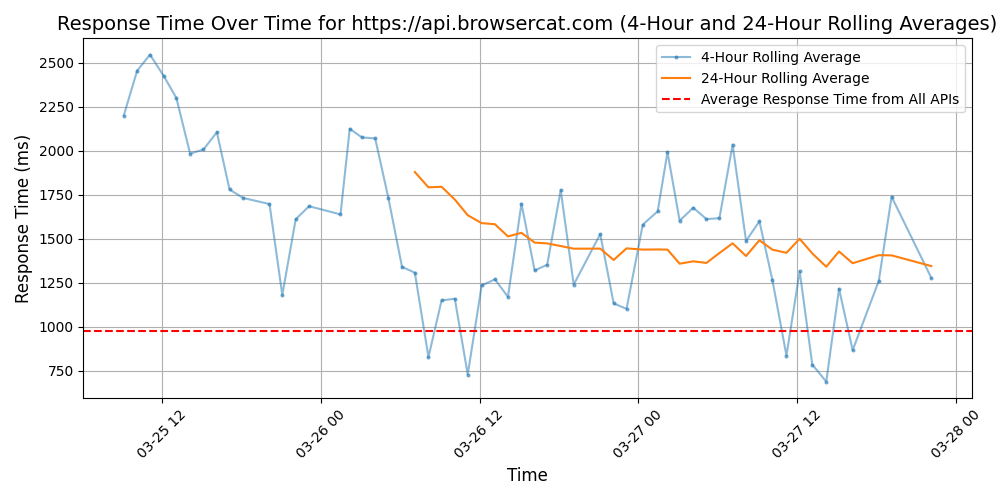 Response Time Over Time for https://api.browsercat.com (4-Hour and 24-Hour Rolling Averages)
4-Hour Rolling Average
24-Hour Rolling Average
Average Response Time from All APIs
Response Time (ms)
2500
2250
2000
1750
1500
1250
1000
750
03-25 12
03-26 00
03-26 12
03-27 00
03-27 12
03-28 00
Time